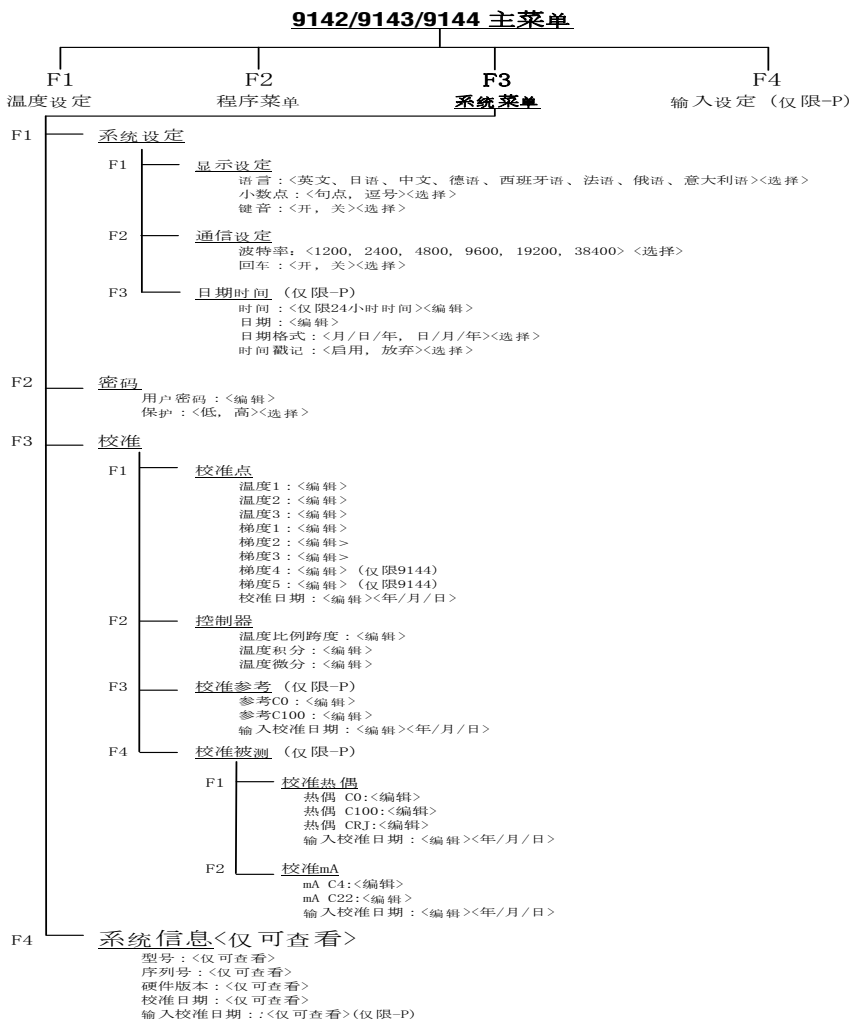 9142/9143/9144 主菜单
F1 F2 F3 F4
温度设定 程序菜单 系统菜单 输入设定 (仅限-P)
F1 系统设定
F1 显示设定
语言:<英文、日语、中文、德语、西班牙语、法语、俄语、意大利语><选择>
小数点:<句点, 逗号><选择>
键音:<开, 关><选择>
F2 通信设定
波特率: <1200, 2400, 4800, 9600, 19200, 38400> <选择>
回车:<开, 关><选择>
F3 日期时间 (仅限-P)
时间:<仅限24小时时间><编辑>
日期:<编辑>
日期格式:<月/日/年, 日/月/年><选择>
时间戳记:<启用, 放弃><选择>
F2 密码
用户密码:<编辑>
保护:<低, 高><选择>
F3 校准
F1 校准点
温度1:<编辑>
温度2:<编辑>
温度3:<编辑>
梯度1:<编辑>
梯度2:<编辑>
梯度3:<编辑>
梯度4:<编辑> (仅限9144)
梯度5:<编辑> (仅限9144)
校准日期:<编辑><年/月/日>
F2 控制器
温度比例跨度:<编辑>
温度积分:<编辑>
温度微分:<编辑>
F3 校准参考 (仅限-P)
参考C0:<编辑>
参考C100:<编辑>
输入校准日期:<编辑><年/月/日>
F4 校准被测 (仅限-P)
F1 校准热偶
热偶 C0:<编辑>
热偶 C100:<编辑>
热偶 CRJ:<编辑>
输入校准日期:<编辑><年/月/日>
F2 校准mA
mA C4:<编辑>
mA C22:<编辑>
输入校准日期:<编辑><年/月/日>
F4 系统信息<仅可查看>
型号:<仅可查看>
序列号:<仅可查看>
硬件版本:<仅可查看>
校准日期:<仅可查看>
输入校准日期::<仅可查看>(仅限-P)